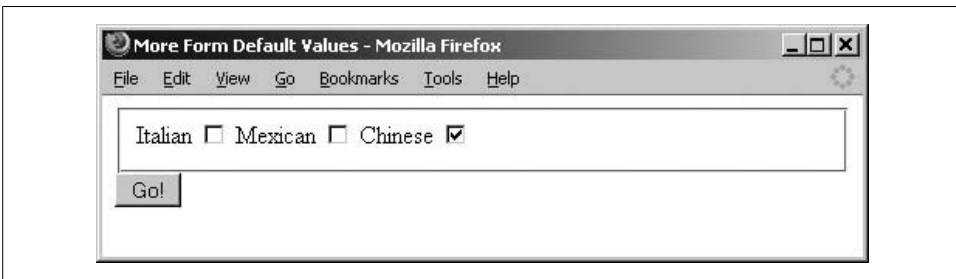 More Form Default Values - Mozilla Firefox
File Edit View Go Bookmarks Tools Help
Italian Mexican Chinese
Go!